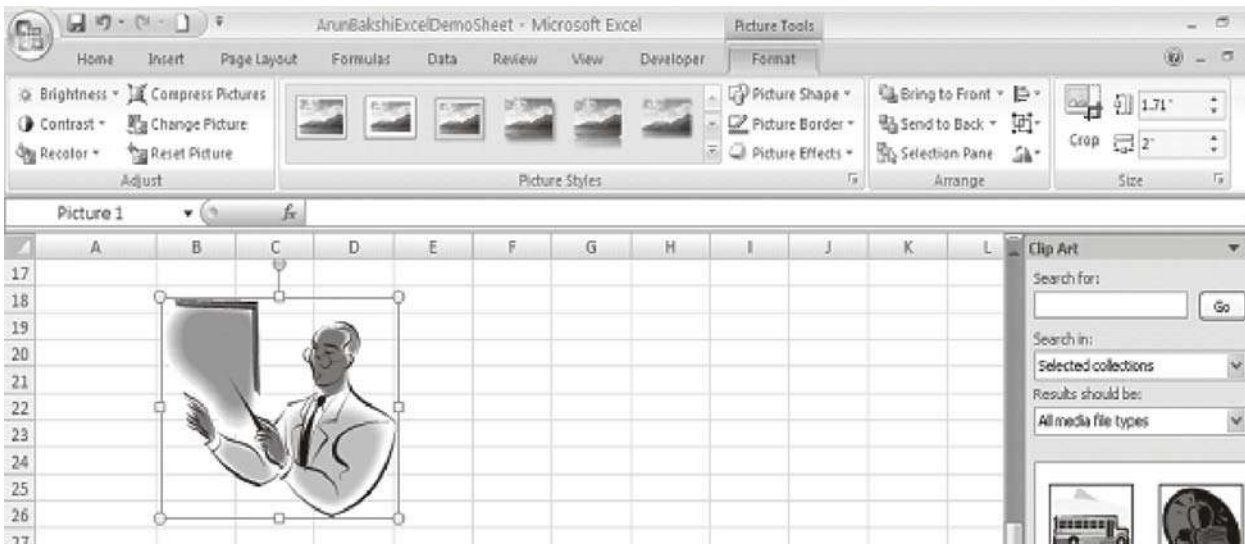 ArunBakshiExcelDemoSheet - Microsoft Excel
Picture Tools
Home Insert Page Layout Formulas Data Review View Developer Format
Brightness
Compress Pictures
Contrast
Change Picture
Recolor
Reset Picture
Adjust
Picture Styles
Picture Shape
Picture Border
Picture Effects
Bring to Front
Send to Back
Selection Pane
Arrange
Crop
1.71"
2"
Size
Picture 1
fx
A B C D E F G H I J K L
17
18
19
20
21
22
23
24
25
26
27
Clip Art
Search for:
Go
Search in:
Selected collections
Results should be:
All media file types